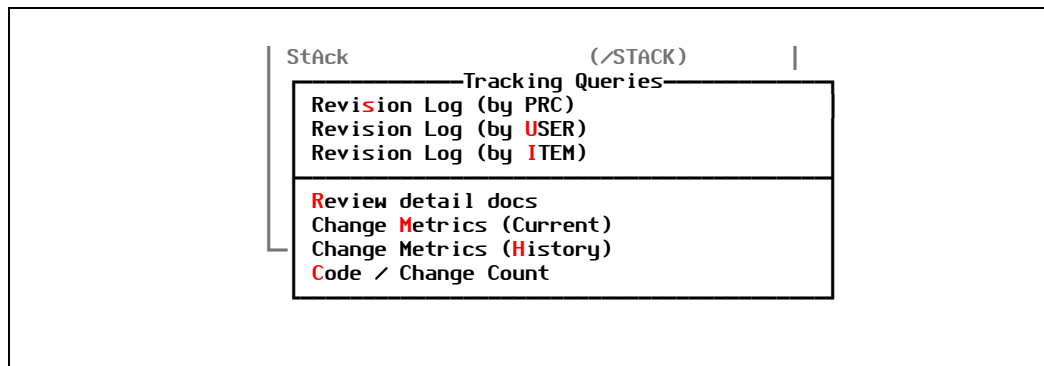 StAck (/STACK)
Tracking Queries
Revision Log (by PRC)
Revision Log (by USER)
Revision Log (by ITEM)
Review detail docs
Change Metrics (Current)
Change Metrics (History)
Code / Change Count